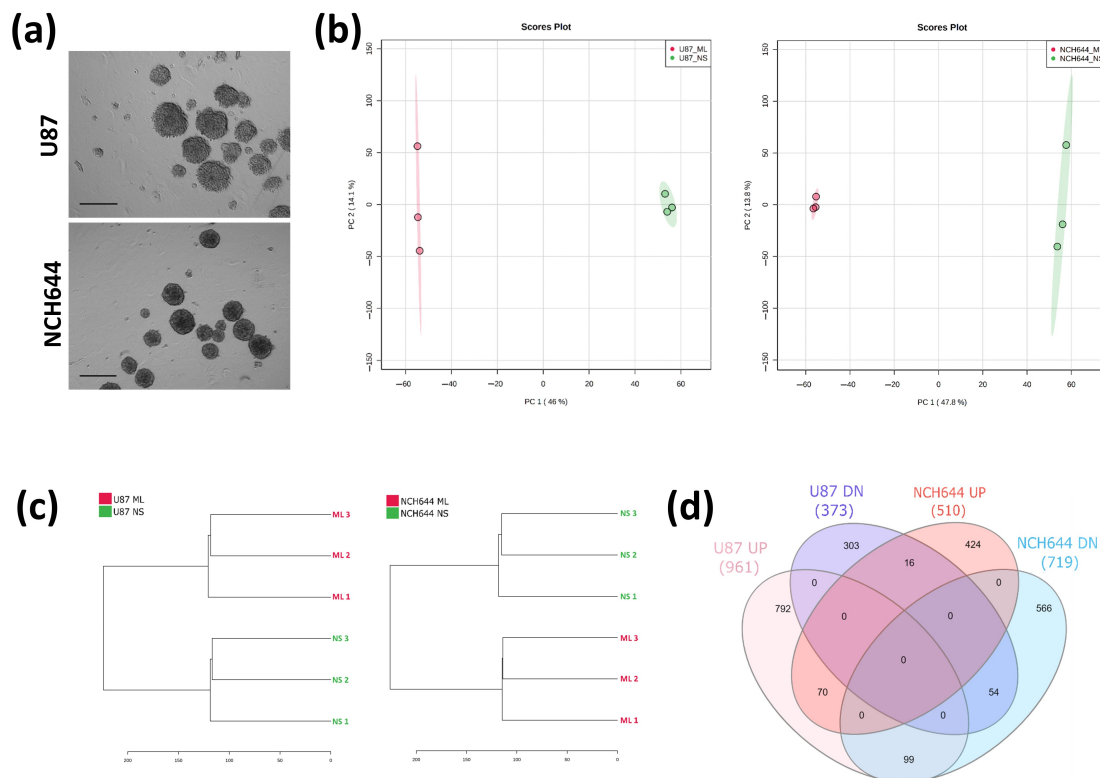 (a)
U87
NCH644
(b)
Scores Plot
U87_ML
U87_NS
PC 2 ( 14.1 %)
150
100
50
0
−50
−100
−150
−60
−40
−20
0
20
40
60
PC 1 ( 46 %)
Scores Plot
NCH644_M
NCH644_NS
PC 2 ( 13.8 %)
150
100
50
0
−50
−100
−150
−60
−40
−20
0
20
40
60
PC 1 ( 47.8 %)
(c)
U87 ML
U87 NS
ML 3
ML 2
ML 1
NS 3
NS 2
NS 1
200
150
100
50
0
NCH644 ML
NCH644 NS
NS 3
NS 2
NS 1
ML 3
ML 2
ML 1
200
150
100
50
0
(d)
U87 UP
(961)
U87 DN
(373)
NCH644 UP
(510)
NCH644 DN
(719)
303
424
16
0
0
792
566
0
0
0
70
54
0
0
99